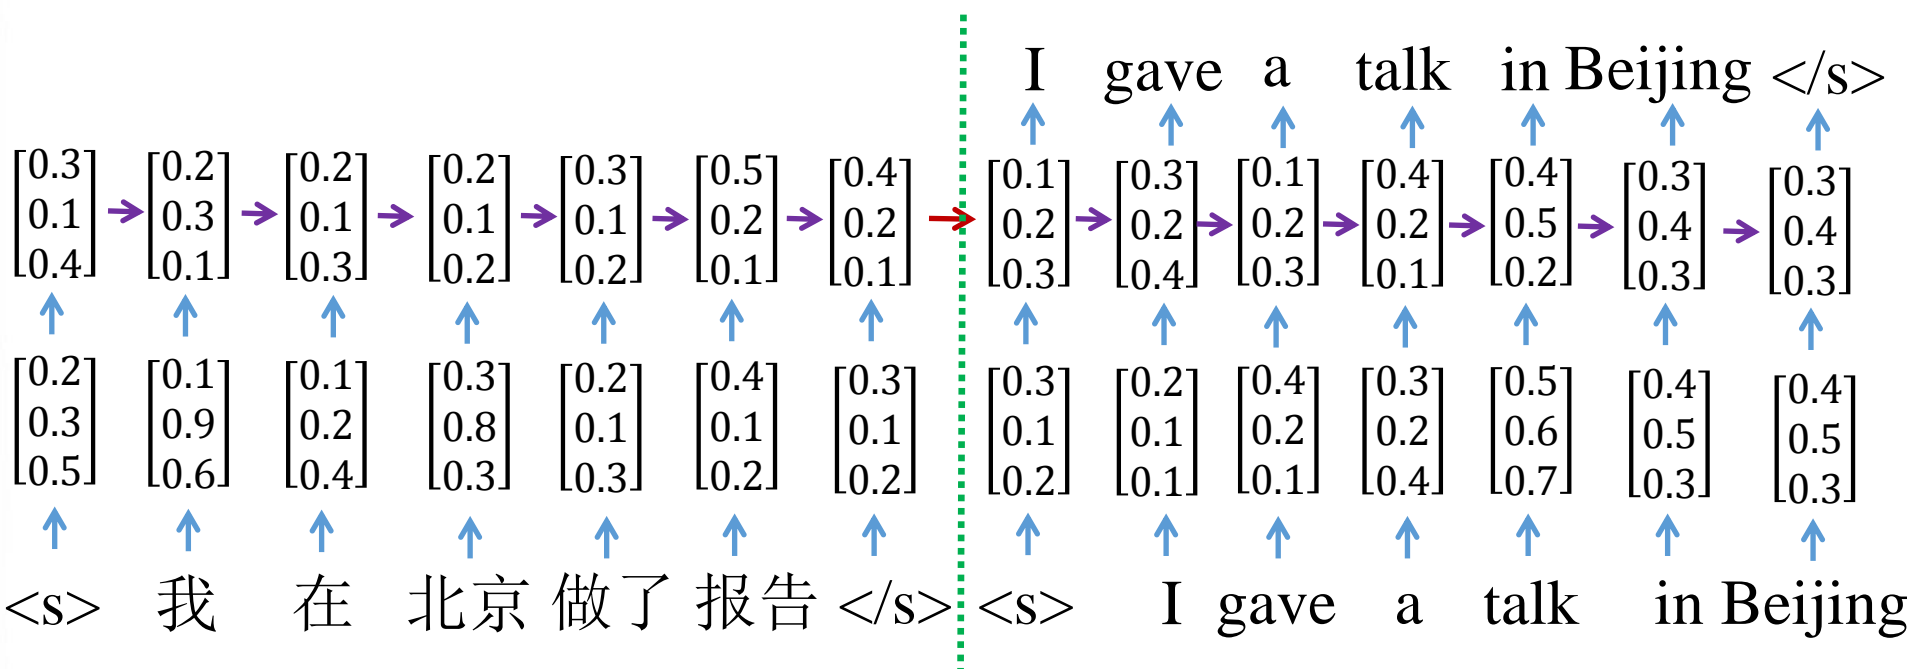 I gave a talk in Beijing </s>
[0.3 0.1 0.4] [0.2 0.3 0.1] [0.2 0.1 0.3] [0.2 0.1 0.2] [0.3 0.1 0.2] [0.5 0.2 0.1] [0.4 0.2 0.1] [0.1 0.2 0.3] [0.3 0.2 0.4] [0.1 0.2 0.3] [0.4 0.2 0.1] [0.4 0.5 0.2] [0.3 0.4 0.3] [0.3 0.4 0.3]
[0.2 0.3 0.5] [0.1 0.9 0.6] [0.1 0.2 0.4] [0.3 0.8 0.3] [0.2 0.1 0.3] [0.4 0.1 0.2] [0.3 0.1 0.2] [0.3 0.1 0.2] [0.2 0.1 0.1] [0.4 0.2 0.1] [0.3 0.2 0.4] [0.5 0.6 0.7] [0.4 0.5 0.3] [0.4 0.5 0.3]
<s> 我 在 北京 做了 报告 </s> <s> I gave a talk in Beijing